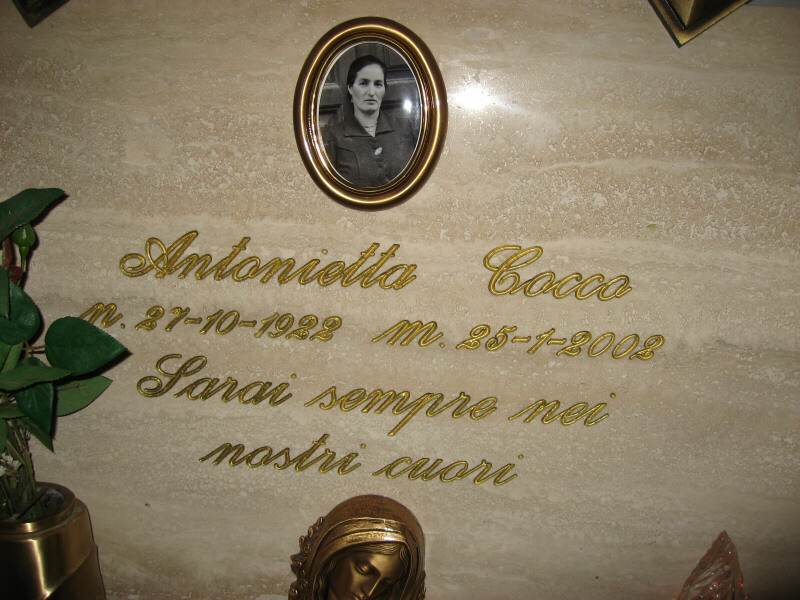 Antonietta Cocco
n. 27-10-1922 m. 25-1-2002
Sarai sempre nei
nostri cuori